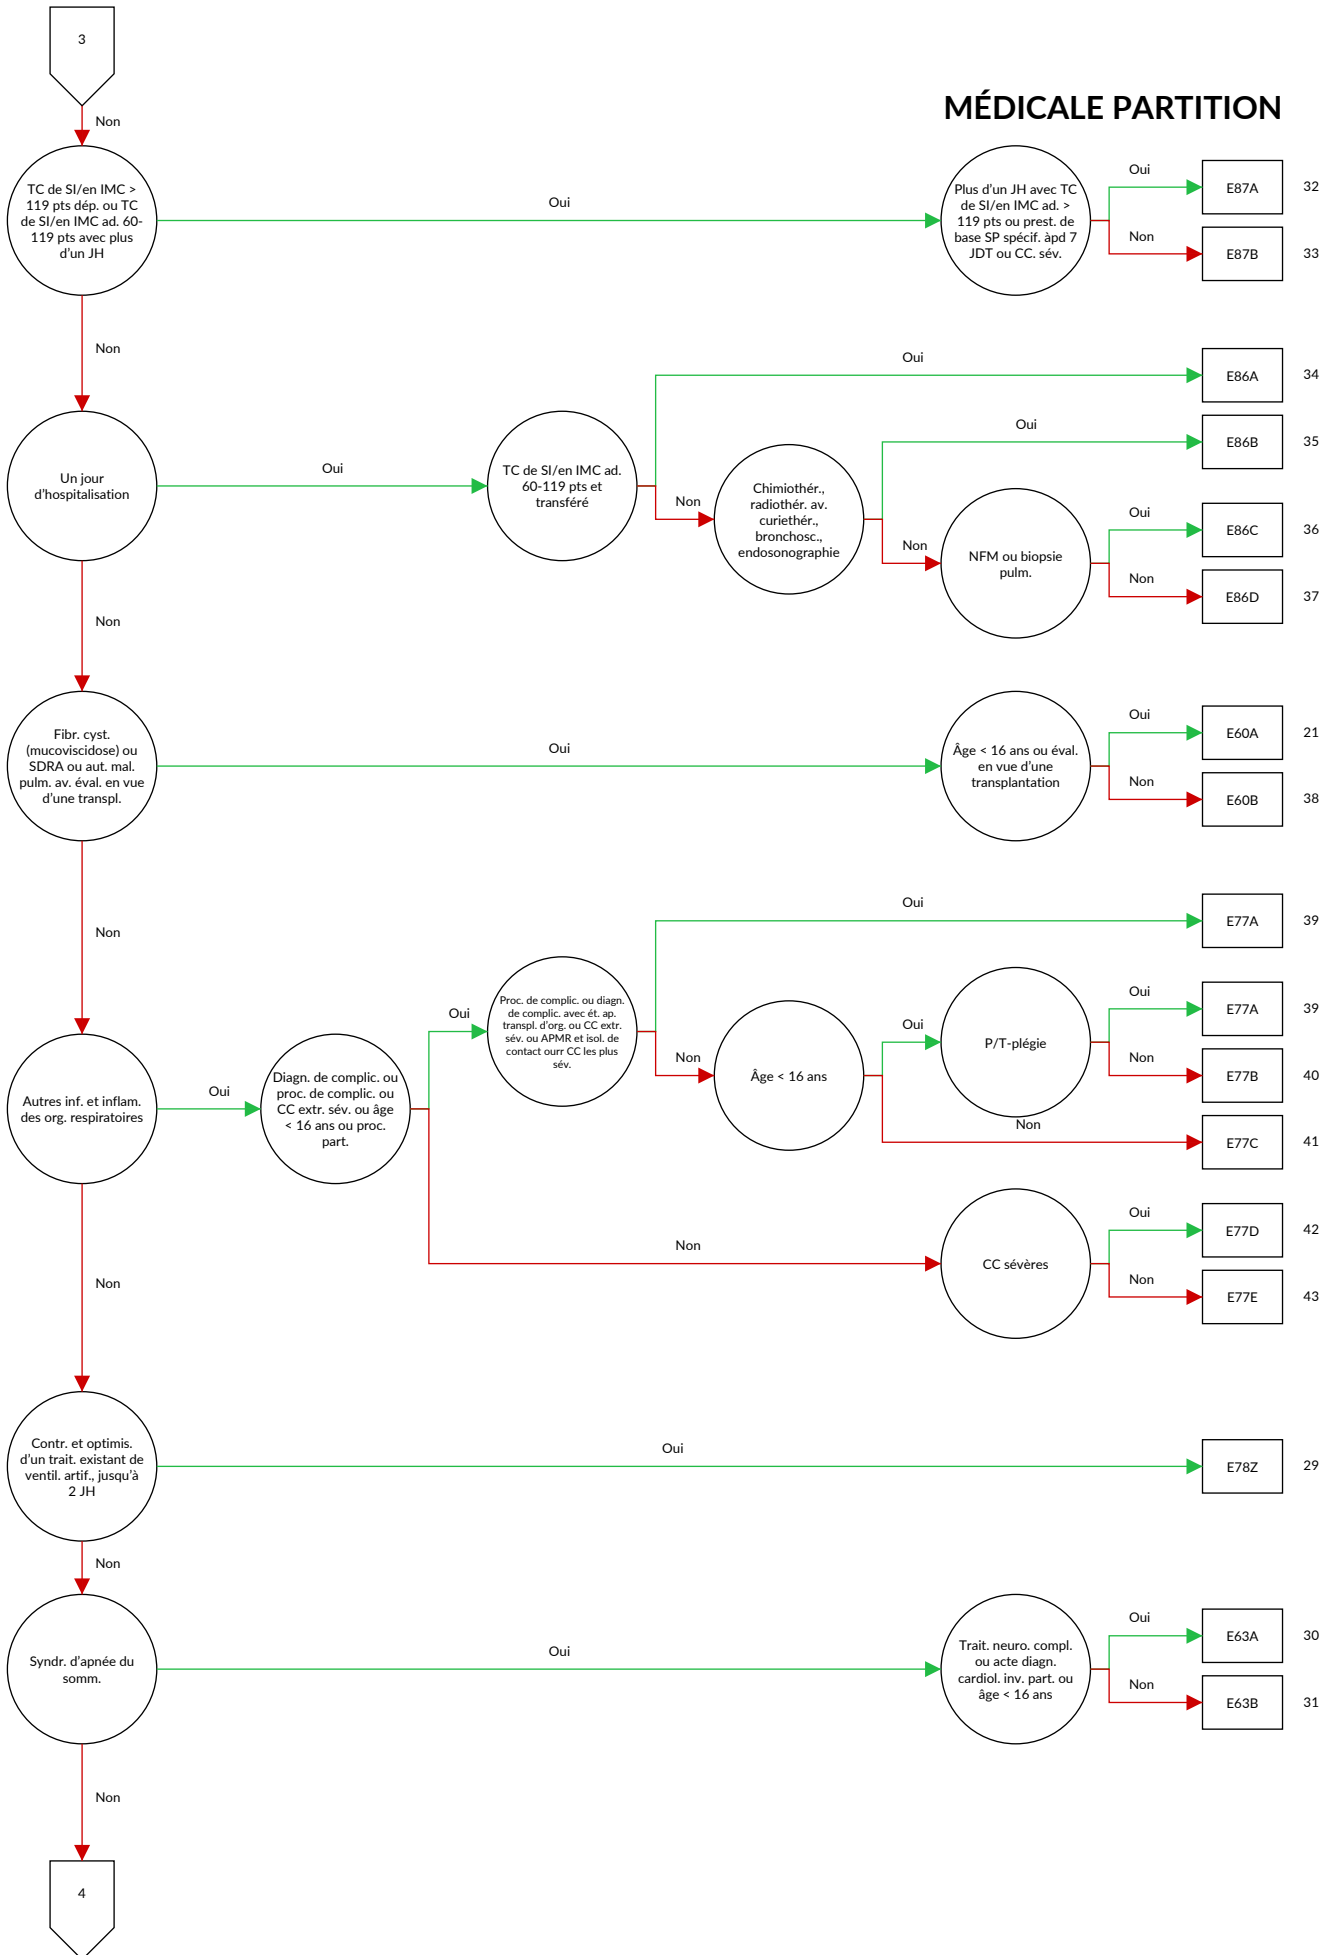 3
MÉDICALE PARTITION
Non
TC de SI/en IMC >
119 pts dép. ou TC
de SI/en IMC ad. 60-
119 pts avec plus
d'un JH
Oui
Plus d'un JH avec TC
de SI/en IMC ad. >
119 pts ou prest. de
base SP spécif. àpd 7
JDT ou CC. sév.
Oui
E87A
32
Non
E87B
33
Non
Un jour
d'hospitalisation
Oui
TC de SI/en IMC ad.
60-119 pts et
transféré
Oui
E86A
34
Non
Chimiothér.,
radiothér. av.
curiethér.,
bronchosc.,
endosonographie
Oui
E86B
35
Non
NFM ou biopsie
pulm.
Oui
E86C
36
Non
E86D
37
Non
Fibr. cyst.
(mucoviscidose) ou
SDRA ou aut. mal.
pulm. av. éval. en vue
d'une transpl.
Oui
Âge < 16 ans ou éval.
en vue d'une
transplantation
Oui
E60A
21
Non
E60B
38
Non
Autres inf. et inflam.
des org. respiratoires
Oui
Diagn. de complic. ou
proc. de complic. ou
CC extr. sév. ou âge
< 16 ans ou proc.
part.
Oui
Proc. de complic. ou diagn.
de complic. avec ét. ap.
transpl. d'org. ou CC extr.
sév. ou APMR et isol. de
contact ourr CC les plus
sév.
Oui
E77A
39
Non
Âge < 16 ans
Oui
P/T-plégie
Oui
E77A
39
Non
E77B
40
Non
E77C
41
Non
CC sévères
Oui
E77D
42
Non
E77E
43
Non
Contr. et optimis.
d'un trait. existant de
ventil. artif., jusqu'à
2 JH
Oui
E78Z
29
Non
Syndr. d'apnée du
somm.
Oui
Trait. neuro. compl.
ou acte diagn.
cardiol. inv. part. ou
âge < 16 ans
Oui
E63A
30
Non
E63B
31
Non
4